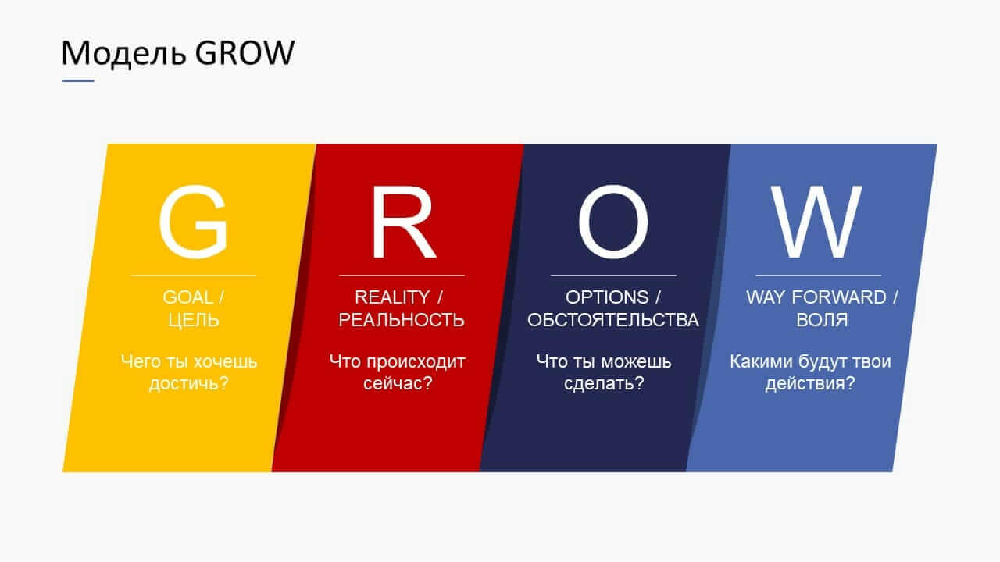 Модель GROW
G
GOAL /
ЦЕЛЬ
Чего ты хочешь
достичь?
R
REALITY /
РЕАЛЬНОСТЬ
Что происходит
сейчас?
O
OPTIONS /
ОБСТОЯТЕЛЬСТВА
Что ты можешь
сделать?
W
WAY FORWARD /
ВОЛЯ
Какими будут твои
действия?